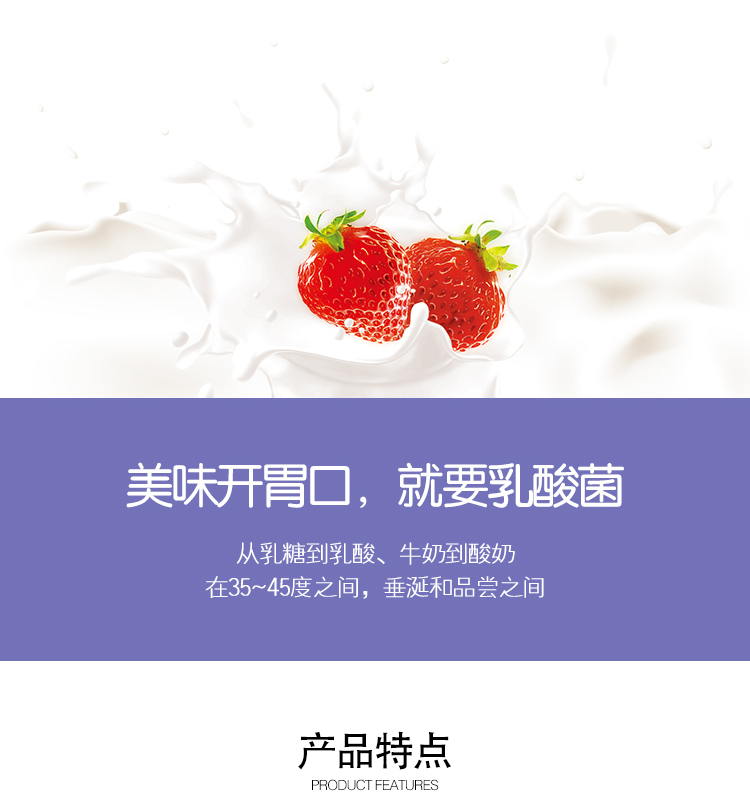 美味开胃口，就要乳酸菌
从乳糖到乳酸、牛奶到酸奶
在35~45度之间，垂涎和品尝之间
产品特点
PRODUCT FEATURES